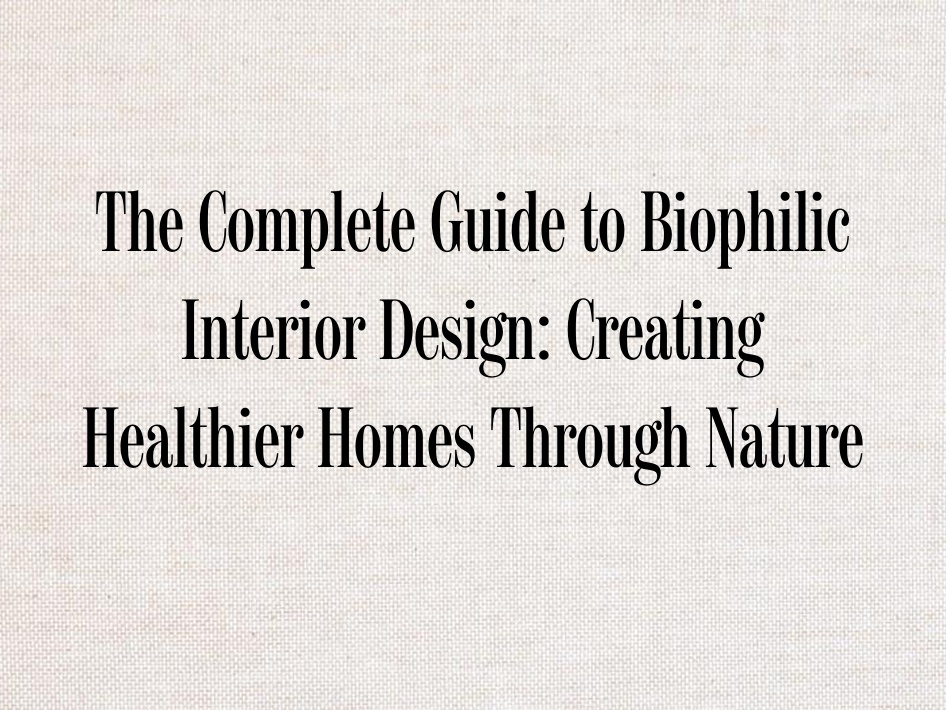 The Complete Guide to Biophilic
Interior Design: Creating
Healthier Homes Through Nature